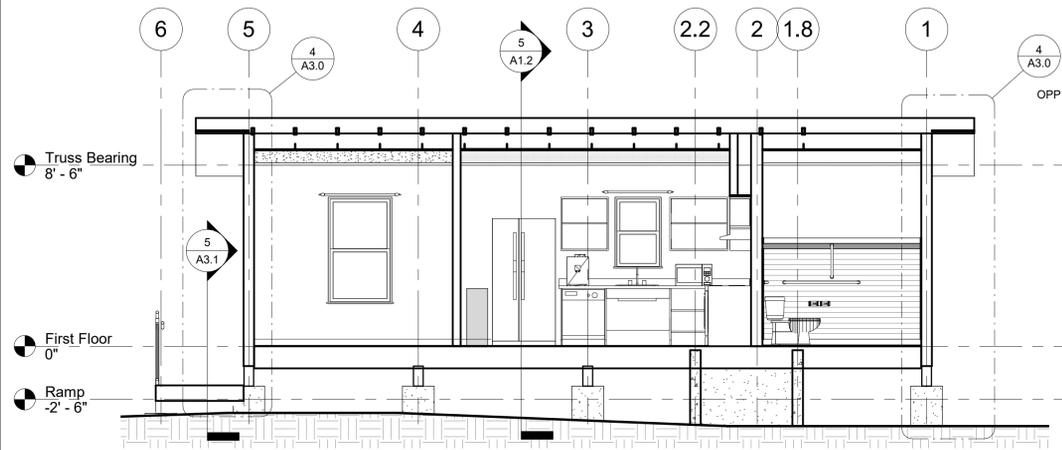 6
5
4
3
2.2
2
1.8
1
4
A3.0
5
A1.2
4
A3.0
OPP
Truss Bearing
8' - 6"
5
A3.1
First Floor
0"
Ramp
-2' - 6"